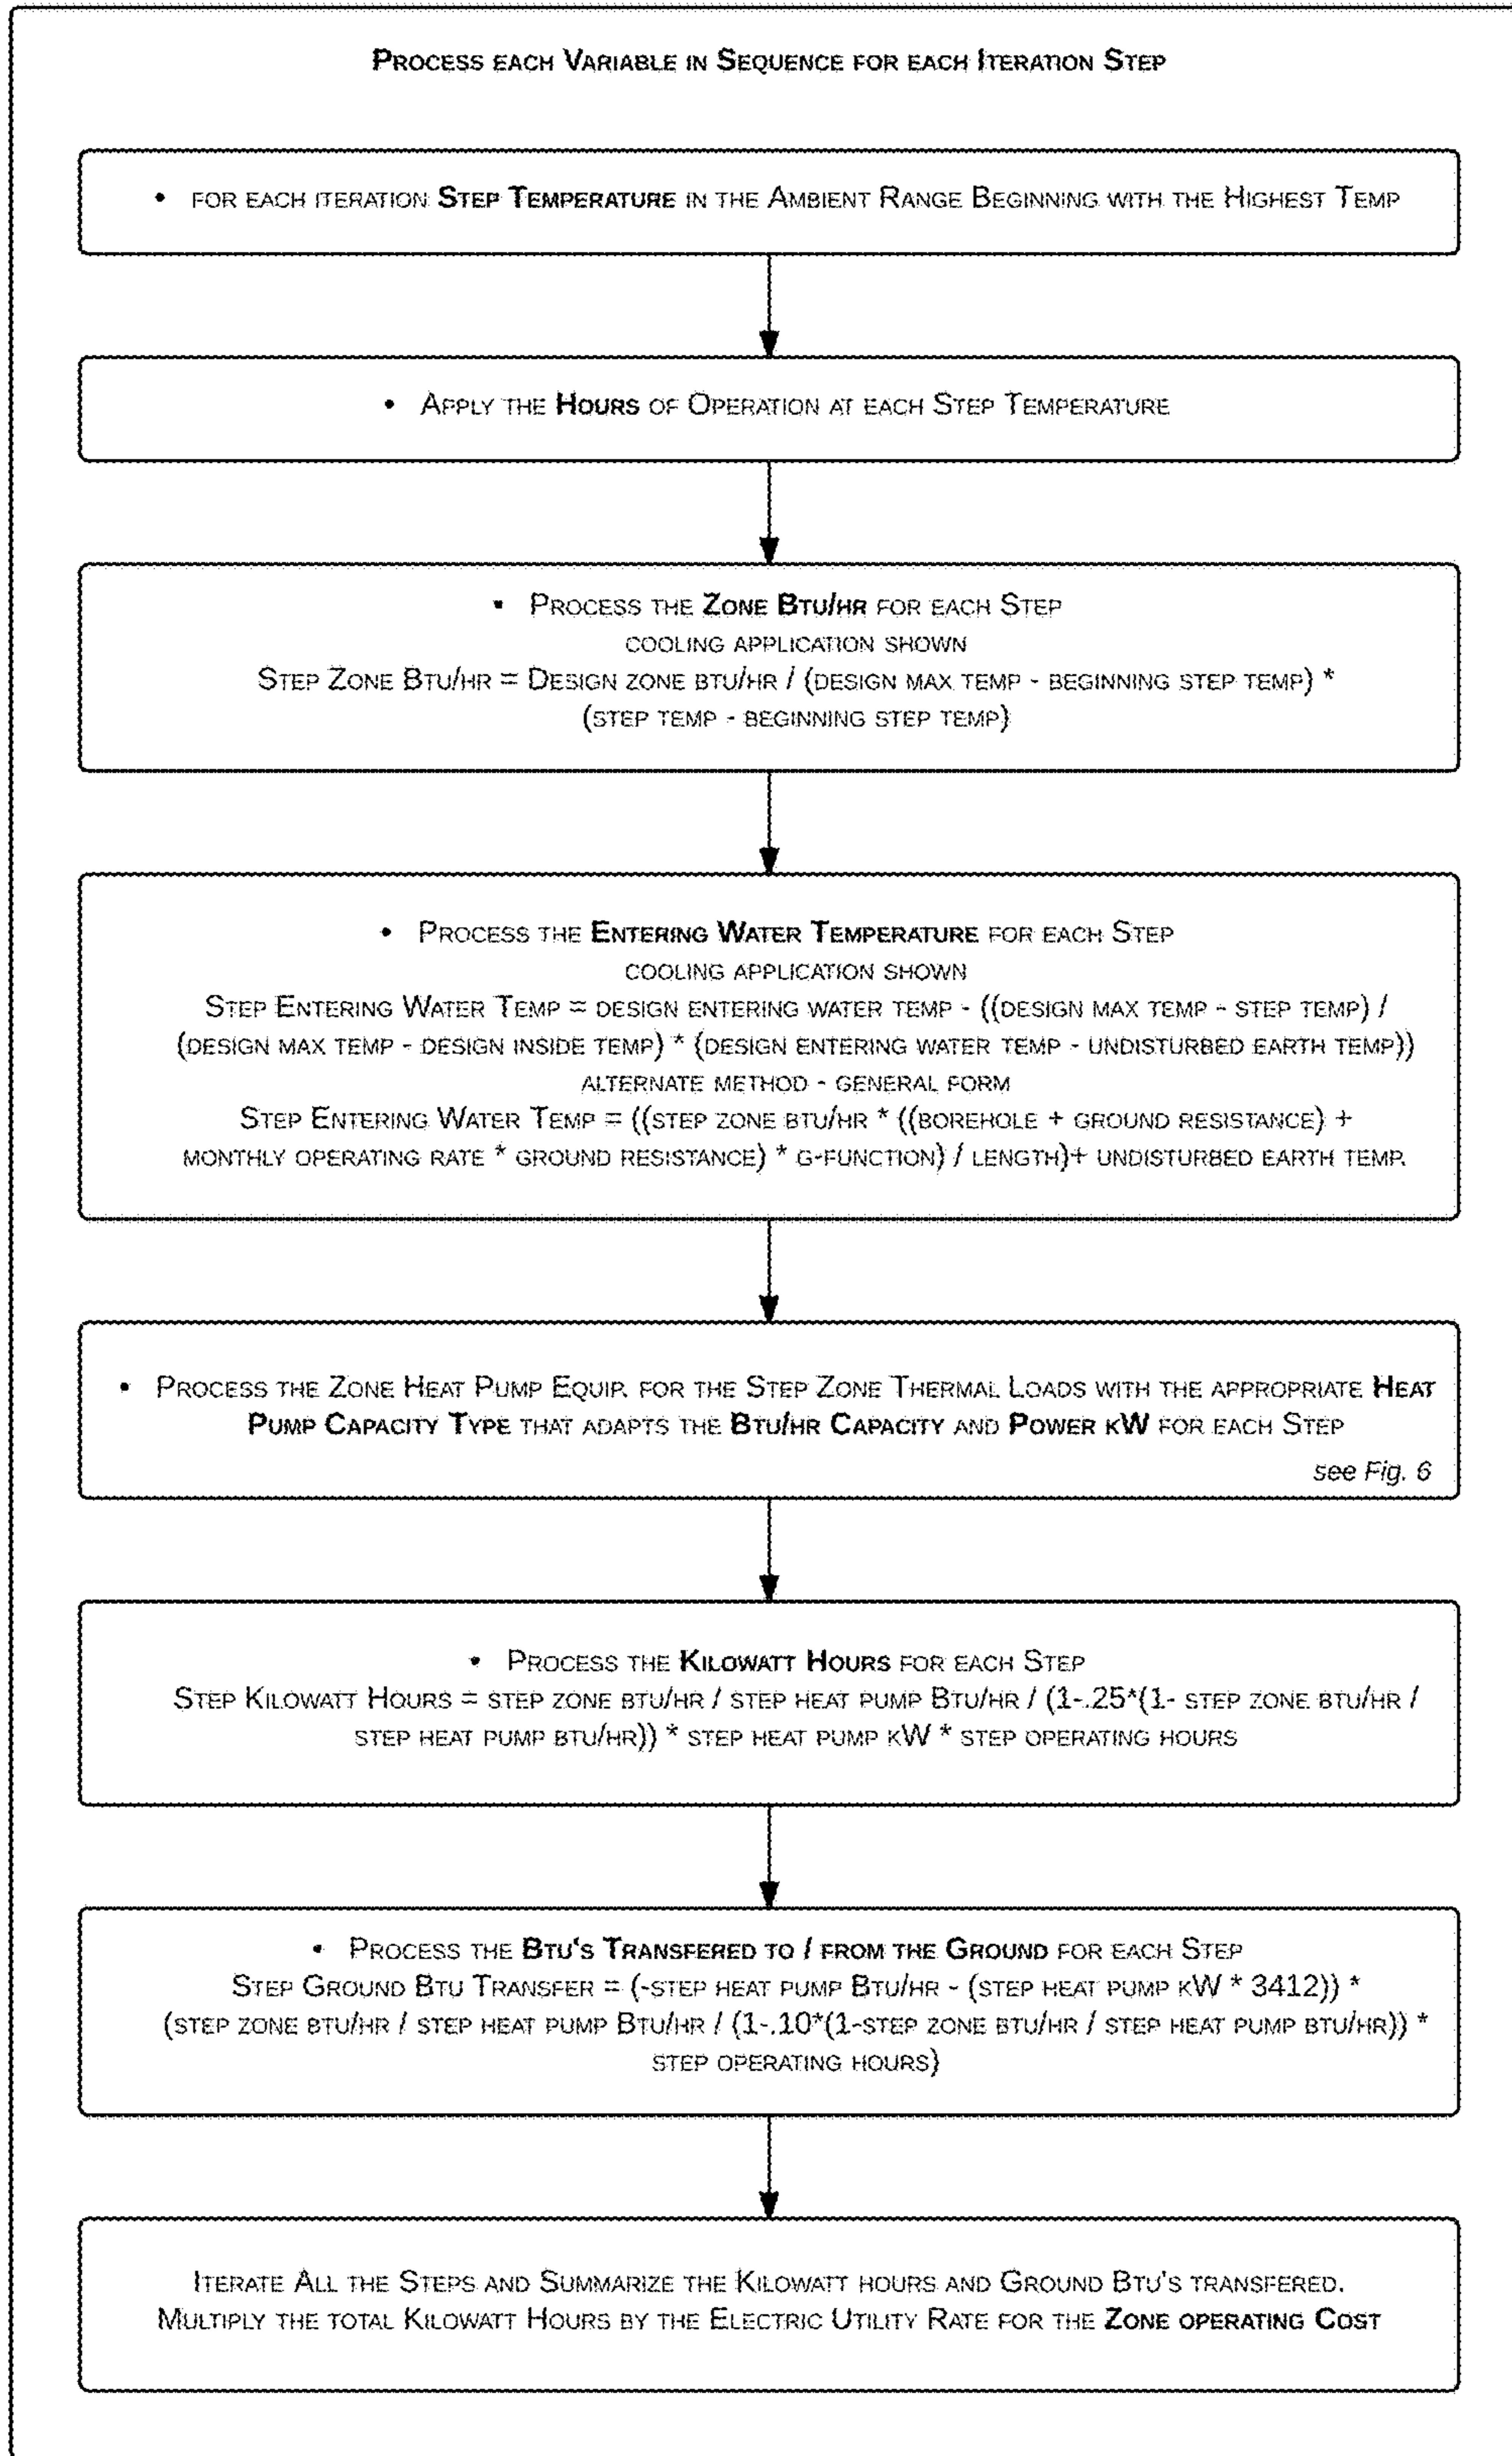 Process each Variable in Sequence for each Iteration Step
• for each iteration Step Temperature in the Ambient Range Beginning with the Highest Temp
• Apply the Hours of Operation at each Step Temperature
• Process the Zone Btu/hr for each Step
cooling application shown
Step Zone Btu/hr = Design zone btu/hr / (design max temp - beginning step temp) *
(step temp - beginning step temp)
• Process the Entering Water Temperature for each Step
cooling application shown
Step Entering Water Temp = design entering water temp - ((design max temp - step temp) /
(design max temp - design inside temp) * (design entering water temp - undisturbed earth temp))
alternate method - general form
Step Entering Water Temp = ((step zone btu/hr * ((borehole + ground resistance) +
monthly operating rate * ground resistance) * g-function) / length)+ undisturbed earth temp.
• Process the Zone Heat Pump Equip. for the Step Zone Thermal Loads with the appropriate Heat
Pump Capacity Type that adapts the Btu/hr Capacity and Power kW for each Step
see Fig. 6
• Process the Kilowatt Hours for each Step
Step Kilowatt Hours = step zone btu/hr / step heat pump Btu/hr / (1-.25*(1- step zone btu/hr /
step heat pump btu/hr)) * step heat pump kW * step operating hours
• Process the Btu's Transfered to / from the Ground for each Step
Step Ground Btu Transfer = (-step heat pump Btu/hr - (step heat pump kW * 3412)) *
(step zone btu/hr / step heat pump Btu/hr / (1-.10*(1-step zone btu/hr / step heat pump btu/hr)) *
step operating hours)
Iterate All the Steps and Summarize the Kilowatt hours and Ground Btu's transfered.
Multiply the total Kilowatt Hours by the Electric Utility Rate for the Zone operating Cost